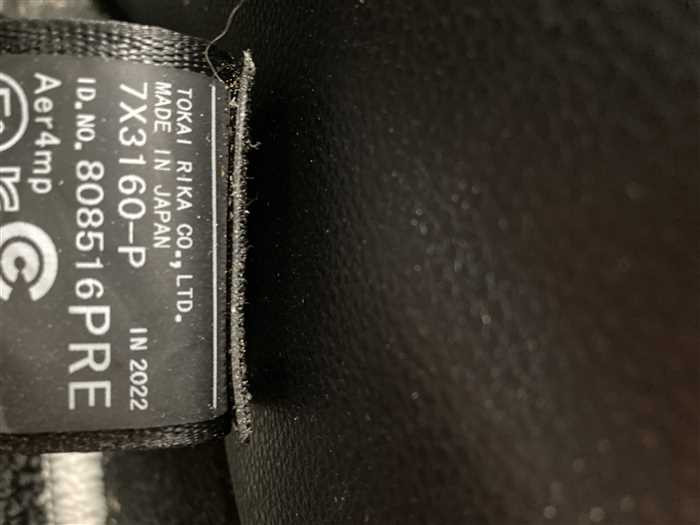 TOKAI RIKA CO., LTD.
MADE IN JAPAN
7X3160-P IN 2022
ID.NO. 808516PRE
Aer4mp